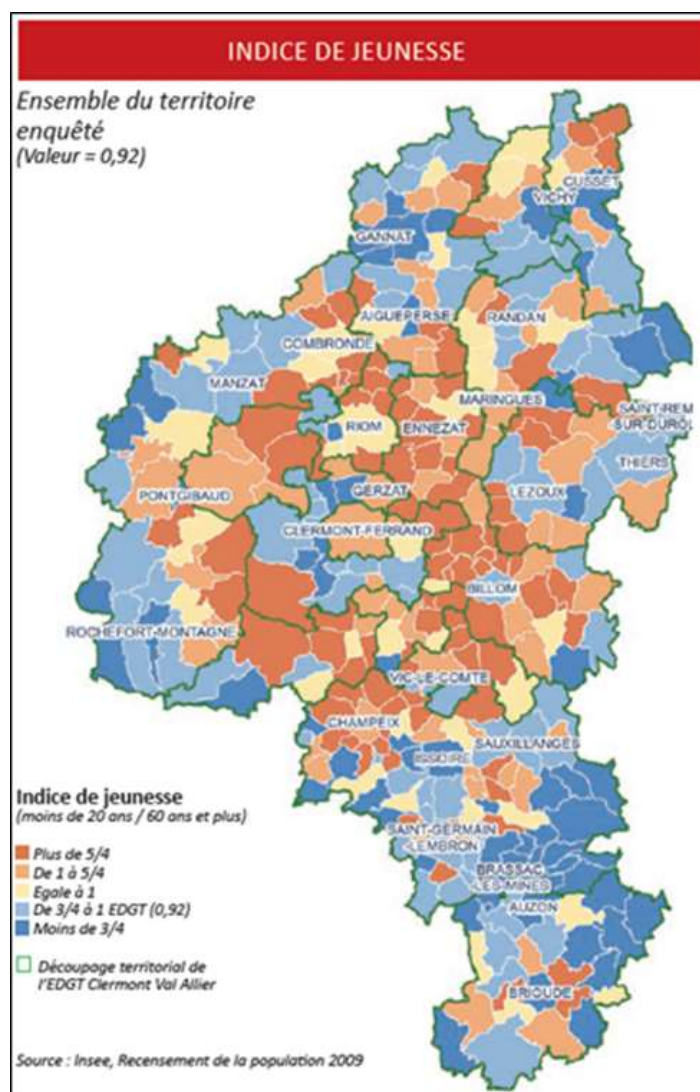 INDICE DE JEUNESSE
Ensemble du territoire
enquêté
(Valeur = 0,92)
CUSSET
VICHY
GANNAT
AIGUEPERSE
RANDAN
COMBRONDE
MANZAT
MARINGUES
SAINT-REM
SUR-DUROL
RIOM
ENNEZAT
THIERS
PONTGIBAUD
GERZAT
LEZOUX
CLERMONT-FERRAND
BILLOM
ROCHEFORT-MONTAGNE
VIC-LE-COMTE
CHAMPEIX
SAUXILLANGES
ISSOIRE
Indice de jeunesse
(moins de 20 ans / 60 ans et plus)
Plus de 5/4
De 1 à 5/4
Egale à 1
De 3/4 à 1 EDGT (0,92)
Moins de 3/4
SAINT-GERMAIN
-LEMBRON
BRASSAC
-LES-MINES
AUZON
Découpage territorial de
l'EDGT Clermont Val Allier
BRIOUDE
Source : Insee, Recensement de la population 2009